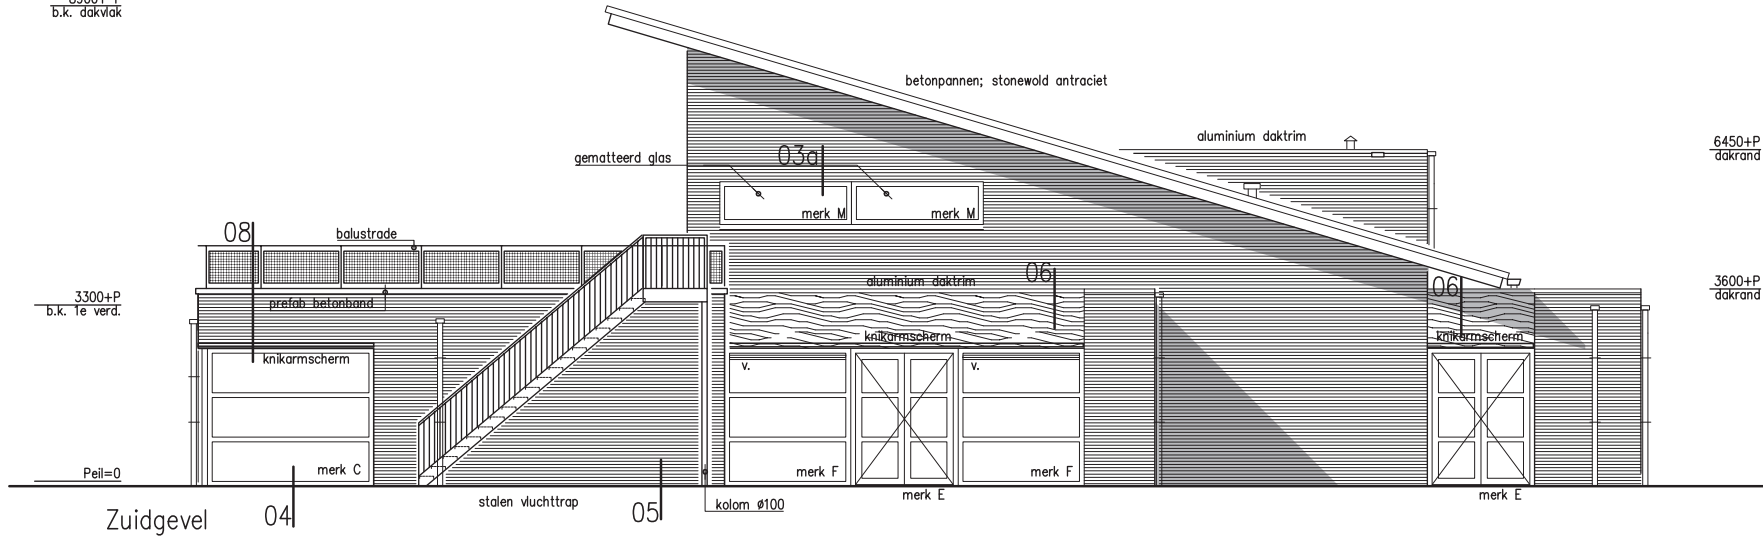 b.k. dakvlak
betonpannen; stonewold antraciet
aluminium daktrim
6450+P
dakrand
gematteerd glas
03a
merk M
merk M
08
balustrade
06
aluminium daktrim
06
3600+P
dakrand
3300+P
b.k. 1e verd.
prefab betonband
knikarmscherm
knikarmscherm
knikarmscherm
v.
v.
Peil=0
merk C
merk F
merk F
merk E
merk E
stalen vluchttrap
kolom Ø100
Zuidgevel
04
05